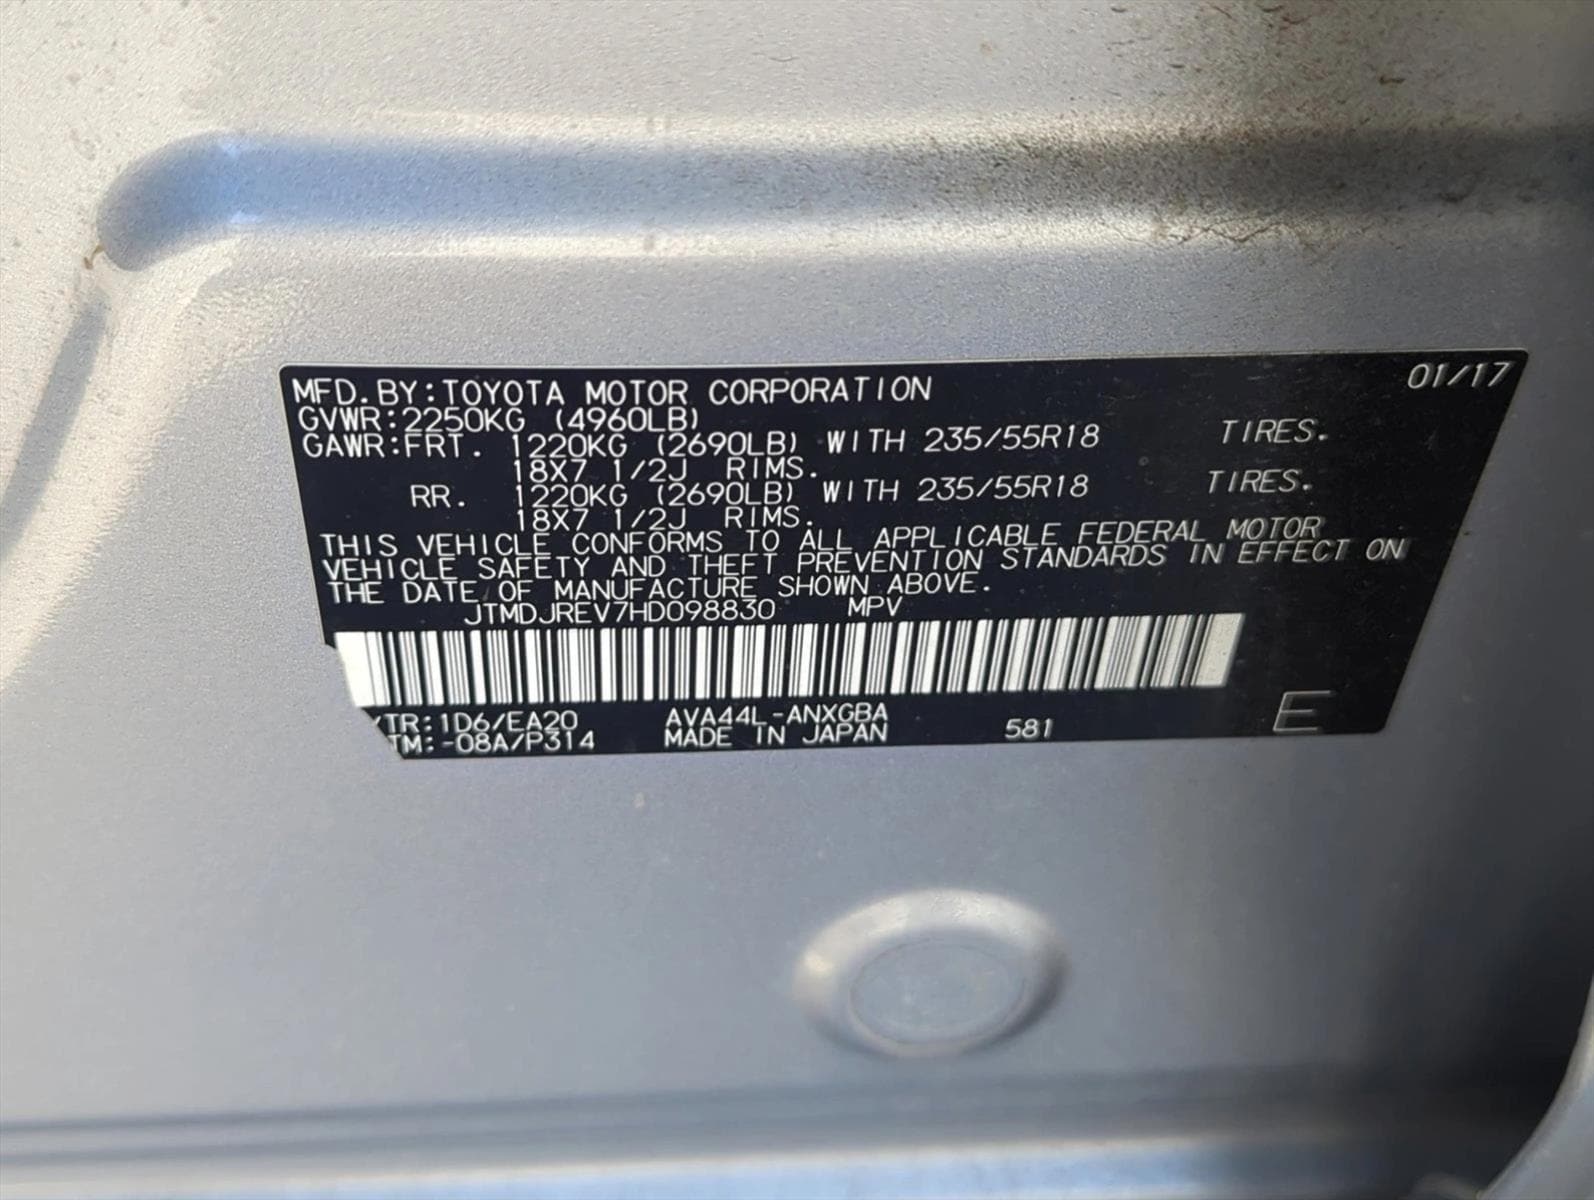 MFD.BY:TOYOTA MOTOR CORPORATION 01/17
GVWR:2250KG (4960LB)
GAWR:FRT. 1220KG (2690LB) WITH 235/55R18 TIRES.
18X7 1/2J RIMS.
RR. 1220KG (2690LB) WITH 235/55R18 TIRES.
18X7 1/2J RIMS.
THIS VEHICLE CONFORMS TO ALL APPLICABLE FEDERAL MOTOR
VEHICLE SAFETY AND THEFT PREVENTION STANDARDS IN EFFECT ON
THE DATE OF MANUFACTURE SHOWN ABOVE.
JTMDJREV7HD098830 MPV
/TR:1D6/EA20 AVA44L-ANXGBA 581 E
TM:-08A/P314 MADE IN JAPAN